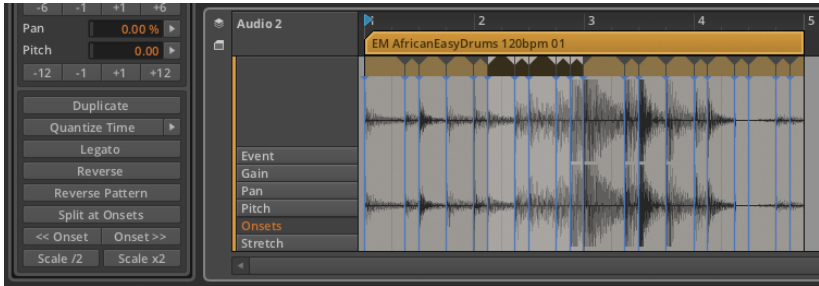 -6 -1 +1 +6
Pan 0.00 %
Pitch 0.00
-12 -1 +1 +12
Duplicate
Quantize Time
Legato
Reverse
Reverse Pattern
Split at Onsets
<< Onset Onset >>
Scale /2 Scale x2
Audio 2
2 3 4 5
EM AfricanEasyDrums 120bpm 01
Event
Gain
Pan
Pitch
Onsets
Stretch